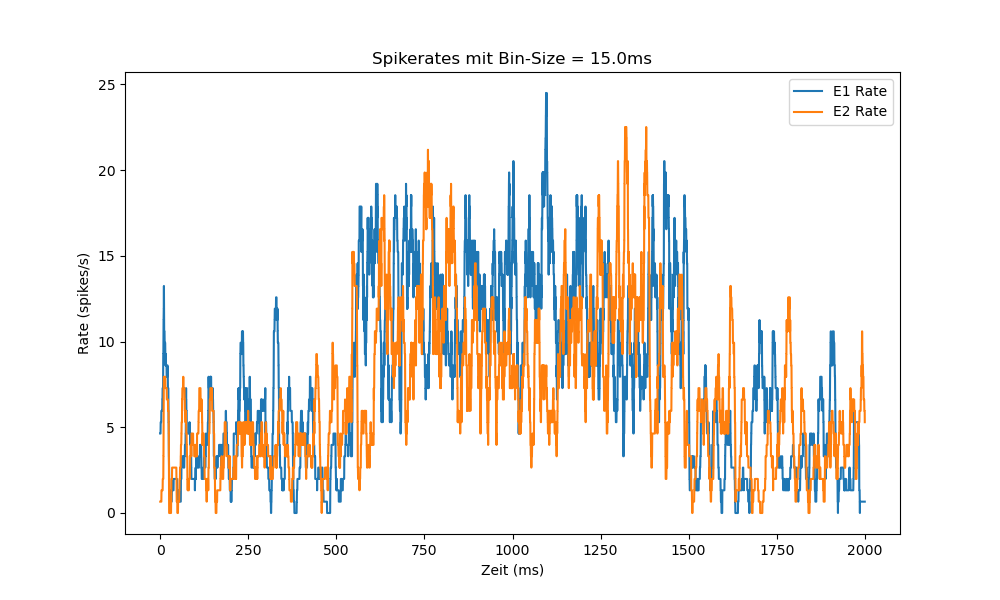 Spikerates mit Bin-Size = 15.0ms
E1 Rate
E2 Rate
Rate (spikes/s)
25
20
15
10
5
0
0 250 500 750 1000 1250 1500 1750 2000
Zeit (ms)